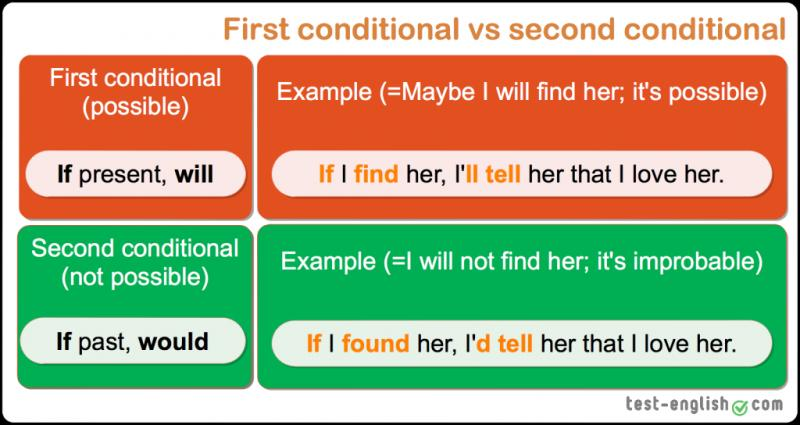 First conditional vs second conditional
First conditional
(possible)
If present, will
Example (=Maybe I will find her; it's possible)
If I find her, I'll tell her that I love her.
Second conditional
(not possible)
If past, would
Example (=I will not find her; it's improbable)
If I found her, I'd tell her that I love her.
test-english com